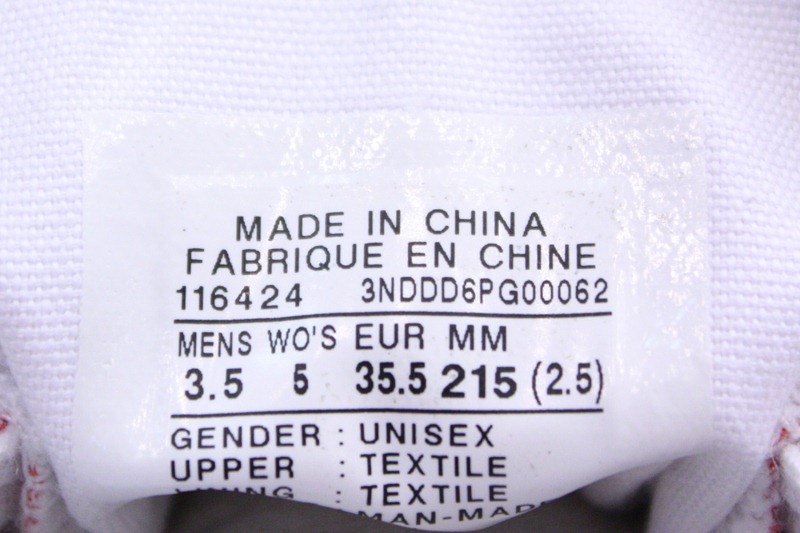 MADE IN CHINA
FABRIQUE EN CHINE
116424 3NDDD6PG00062
MENS WO'S EUR MM
3.5 5 35.5 215 (2.5)
GENDER : UNISEX
UPPER : TEXTILE
LINING : TEXTILE